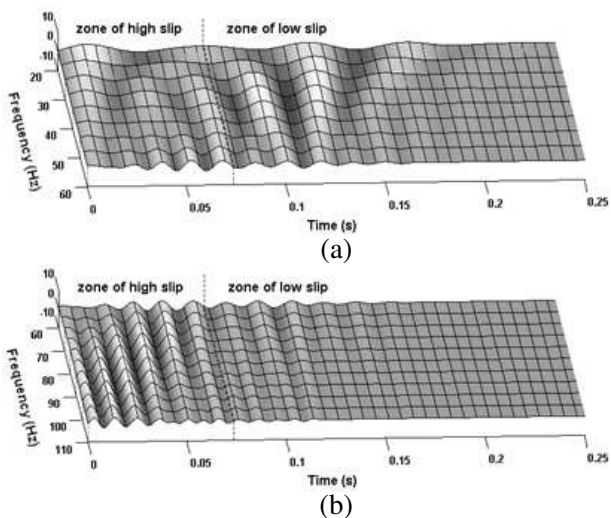 zone of high slip
zone of low slip
10
0
-10
20
30
40
50
60
Frequency (Hz)
0
0.05
0.1
0.15
0.2
0.25
Time (s)
(a)
zone of high slip
zone of low slip
10
0
-10
60
70
80
90
100
110
Frequency (Hz)
0
0.05
0.1
0.15
0.2
0.25
Time (s)
(b)